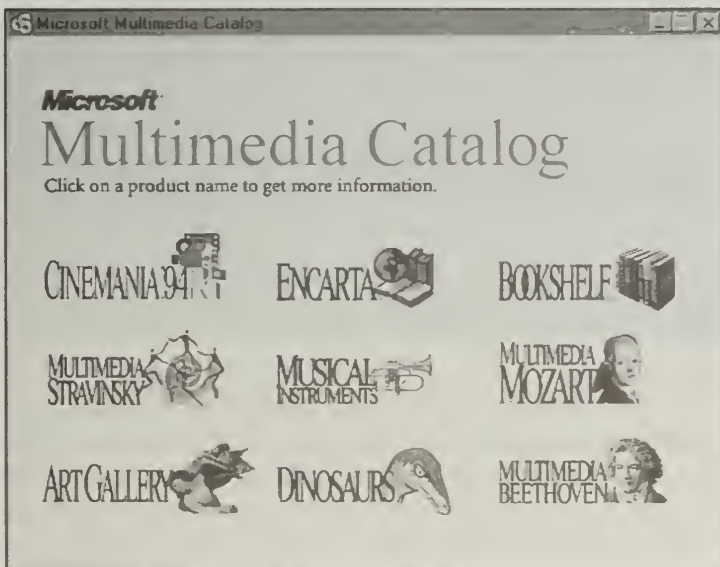 Microsoft Multimedia Catalog
Microsoft
Multimedia Catalog
Click on a product name to get more information.
CINEMANIA '94
ENCARTA
BOOKSHELF
MULTIMEDIA
STRAVINSKY
MUSICAL
INSTRUMENTS
MULTIMEDIA
MOZART
ART GALLERY
DINOSAURS
MULTIMEDIA
BEETHOVEN